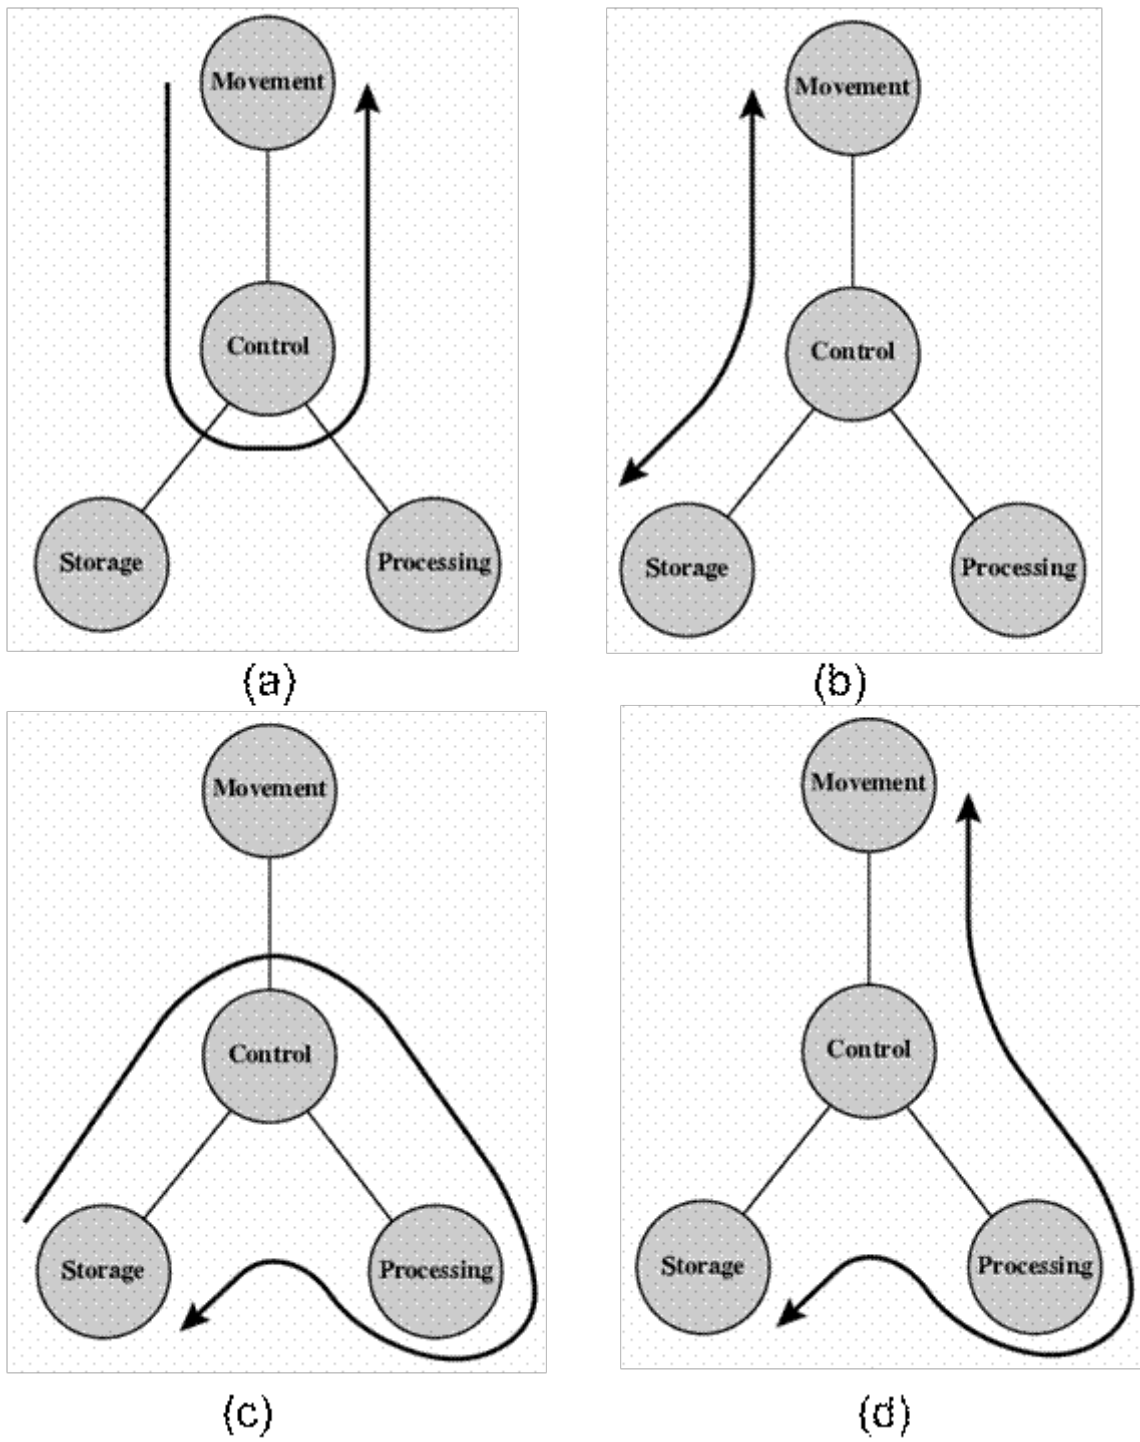 Movement
Movement
Control
Control
Storage
Processing
Storage
Processing
(a)
(b)
Movement
Movement
Control
Control
Storage
Processing
Storage
Processing
(c)
(d)